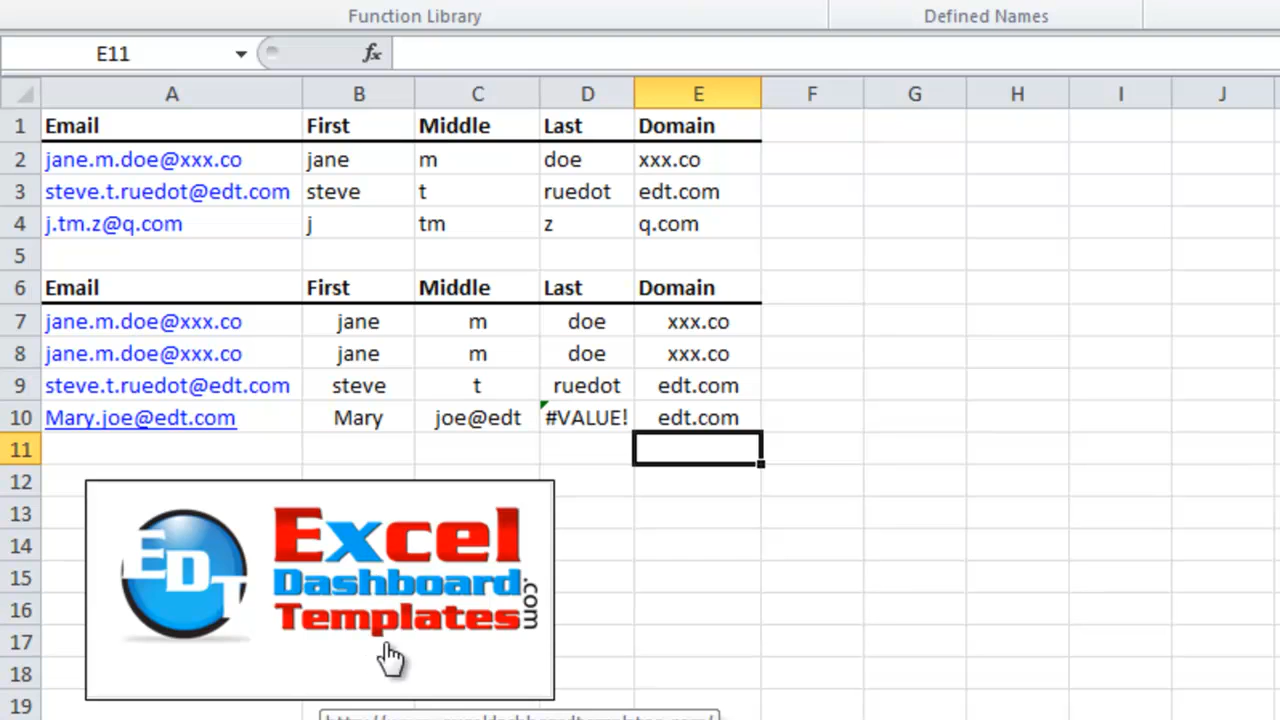 Function Library Defined Names
E11 fx
A B C D E F G H I J
1 Email First Middle Last Domain
2 jane.m.doe@xxx.co jane m doe xxx.co
3 steve.t.ruedot@edt.com steve t ruedot edt.com
4 j.tm.z@q.com j tm z q.com
5
6 Email First Middle Last Domain
7 jane.m.doe@xxx.co jane m doe xxx.co
8 jane.m.doe@xxx.co jane m doe xxx.co
9 steve.t.ruedot@edt.com steve t ruedot edt.com
10 Mary.joe@edt.com Mary joe@edt #VALUE! edt.com
11
12
13
14
15
16
17
18
19
EDT
Excel
Dashboard
Templates
.com